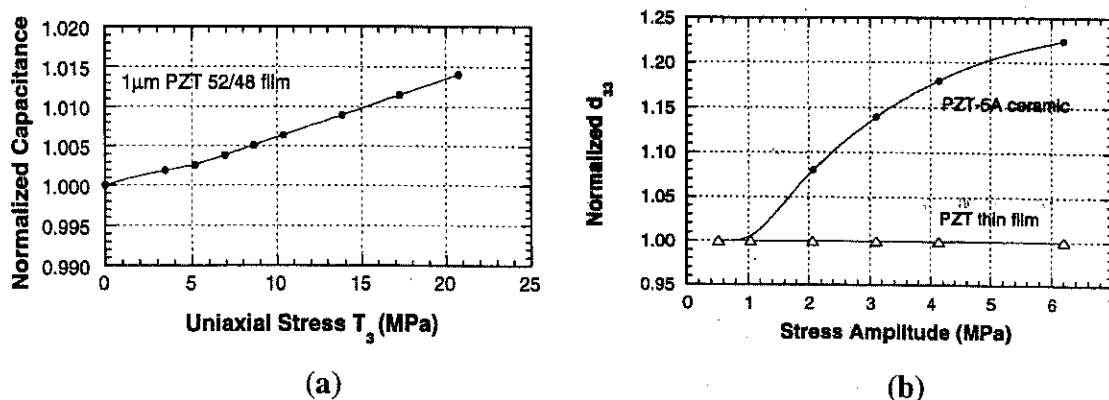 1.020
1.015
1.010
1.005
1.000
0.995
0.990
Normalized Capacitance
1µm PZT 52/48 film
0 5 10 15 20 25
Uniaxial Stress T3 (MPa)
(a)
1.25
1.20
1.15
1.10
1.05
1.00
0.95
Normalized d33
PZT-5A ceramic
PZT thin film
0 1 2 3 4 5 6
Stress Amplitude (MPa)
(b)